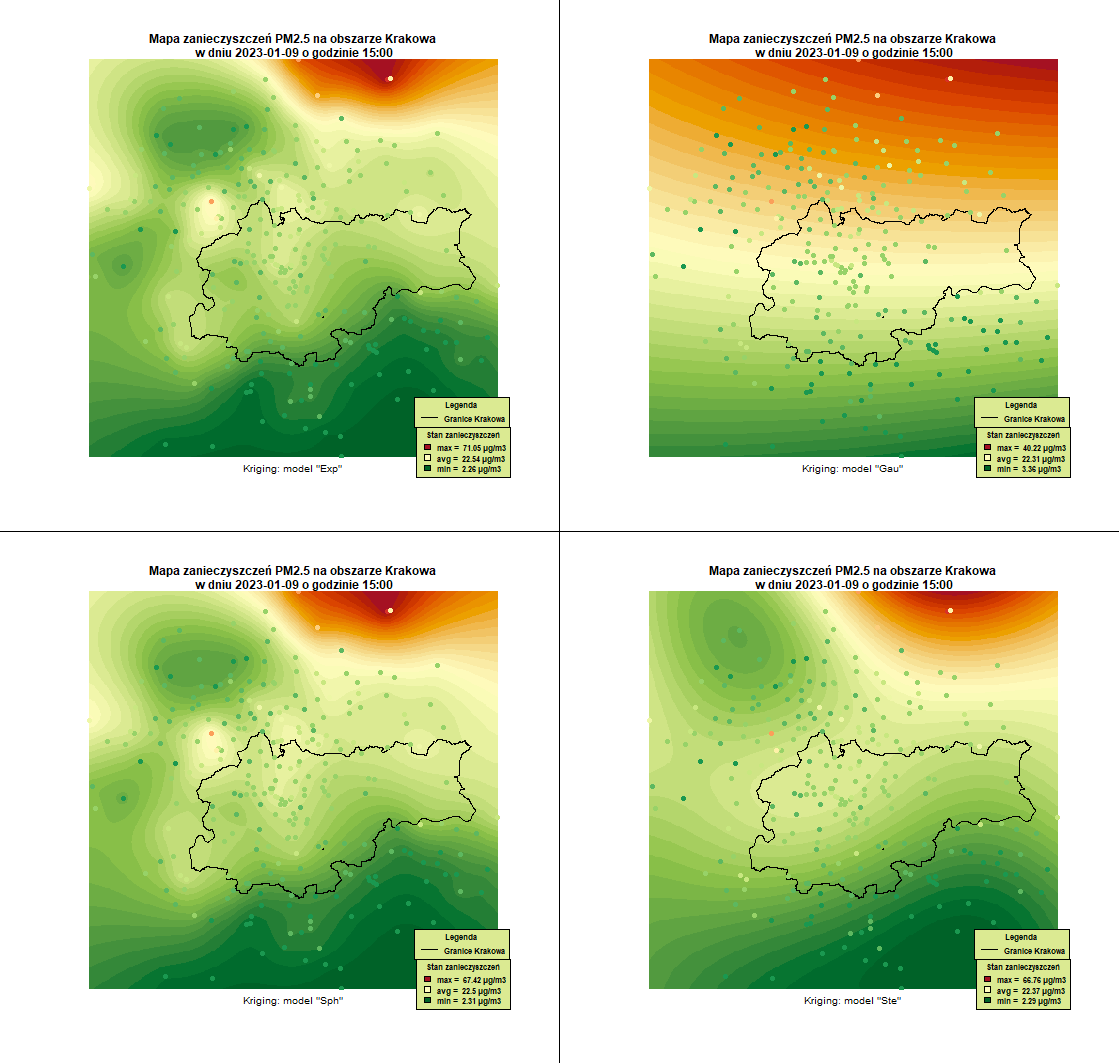 Mapa zanieczyszczeń PM2.5 na obszarze Krakowa
w dniu 2023-01-09 o godzinie 15:00
Legenda
Granice Krakowa
Stan zanieczyszczeń
max = 71.05 µg/m3
avg = 22.54 µg/m3
min = 2.26 µg/m3
Kriging: model "Exp"
Mapa zanieczyszczeń PM2.5 na obszarze Krakowa
w dniu 2023-01-09 o godzinie 15:00
Legenda
Granice Krakowa
Stan zanieczyszczeń
max = 40.22 µg/m3
avg = 22.31 µg/m3
min = 3.36 µg/m3
Kriging: model "Gau"
Mapa zanieczyszczeń PM2.5 na obszarze Krakowa
w dniu 2023-01-09 o godzinie 15:00
Legenda
Granice Krakowa
Stan zanieczyszczeń
max = 67.42 µg/m3
avg = 22.5 µg/m3
min = 2.31 µg/m3
Kriging: model "Sph"
Mapa zanieczyszczeń PM2.5 na obszarze Krakowa
w dniu 2023-01-09 o godzinie 15:00
Legenda
Granice Krakowa
Stan zanieczyszczeń
max = 66.76 µg/m3
avg = 22.37 µg/m3
min = 2.29 µg/m3
Kriging: model "Ste"